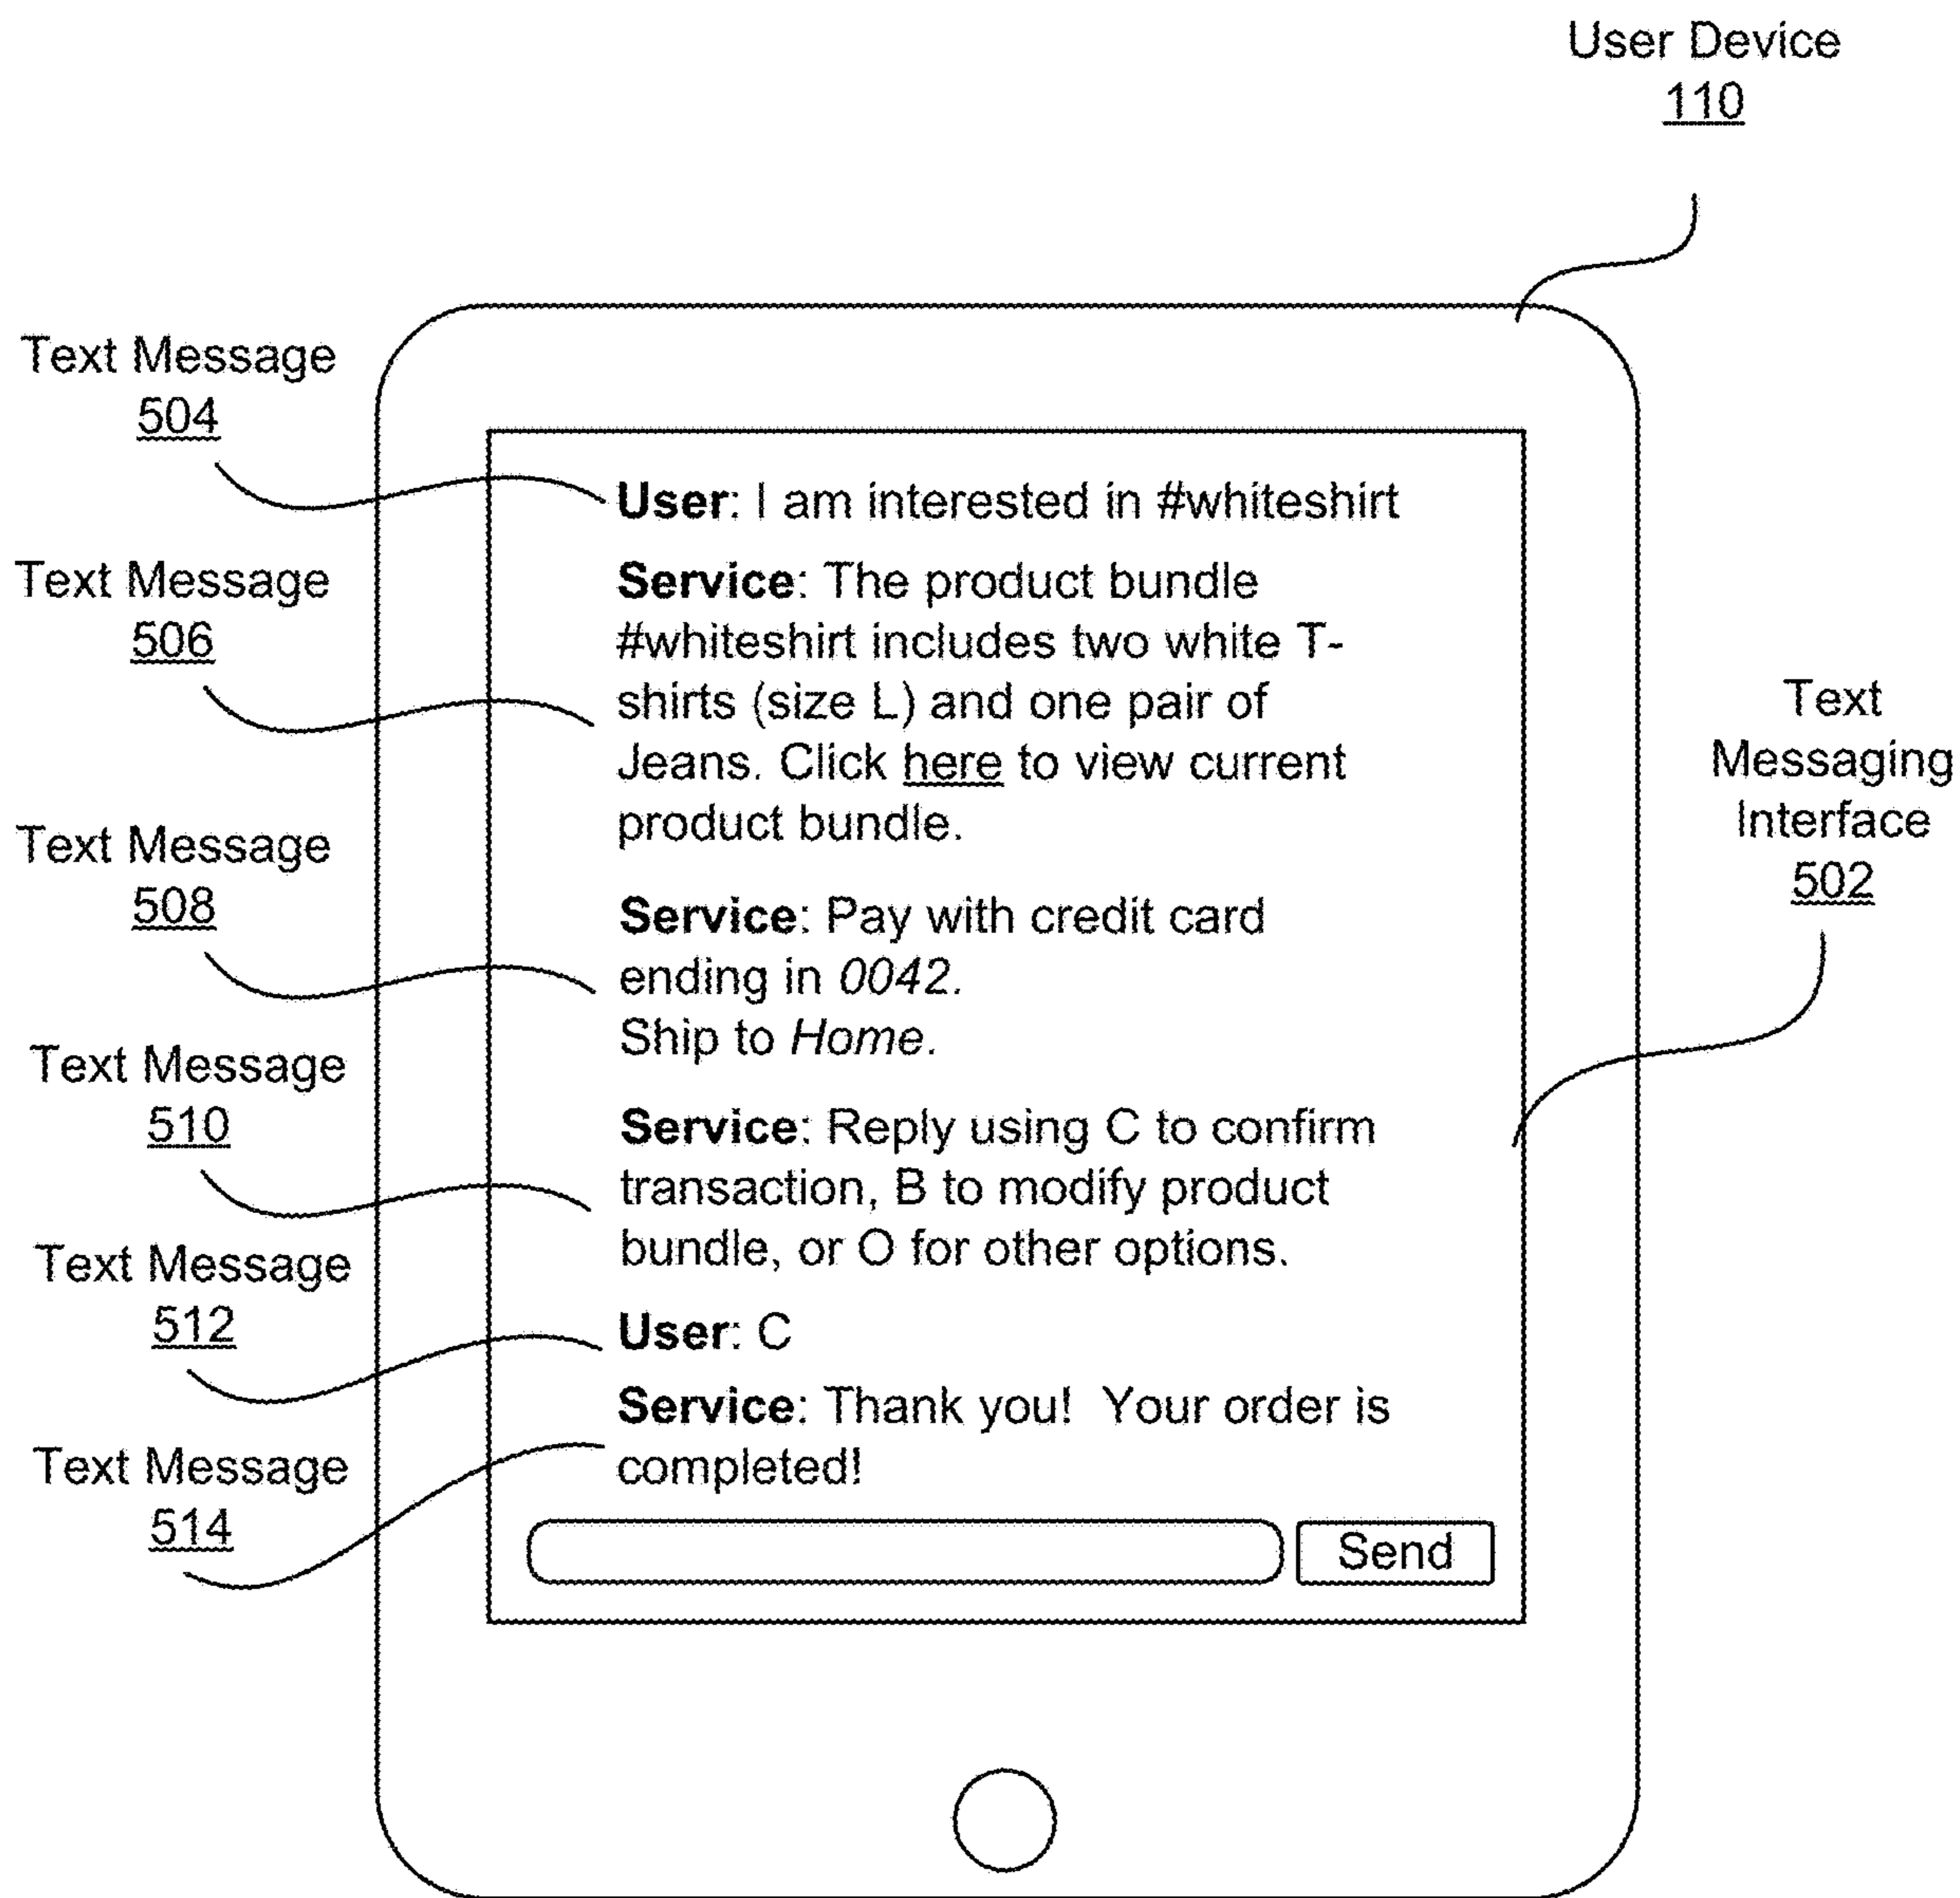 User Device
110
Text Message
504
User: I am interested in #whiteshirt
Text Message
506
Service: The product bundle
#whiteshirt includes two white T-
shirts (size L) and one pair of
Jeans. Click here to view current
product bundle.
Text
Messaging
Interface
502
Text Message
508
Service: Pay with credit card
ending in 0042.
Ship to Home.
Text Message
510
Service: Reply using C to confirm
transaction, B to modify product
bundle, or O for other options.
Text Message
512
User: C
Text Message
514
Service: Thank you!  Your order is
completed!
Send